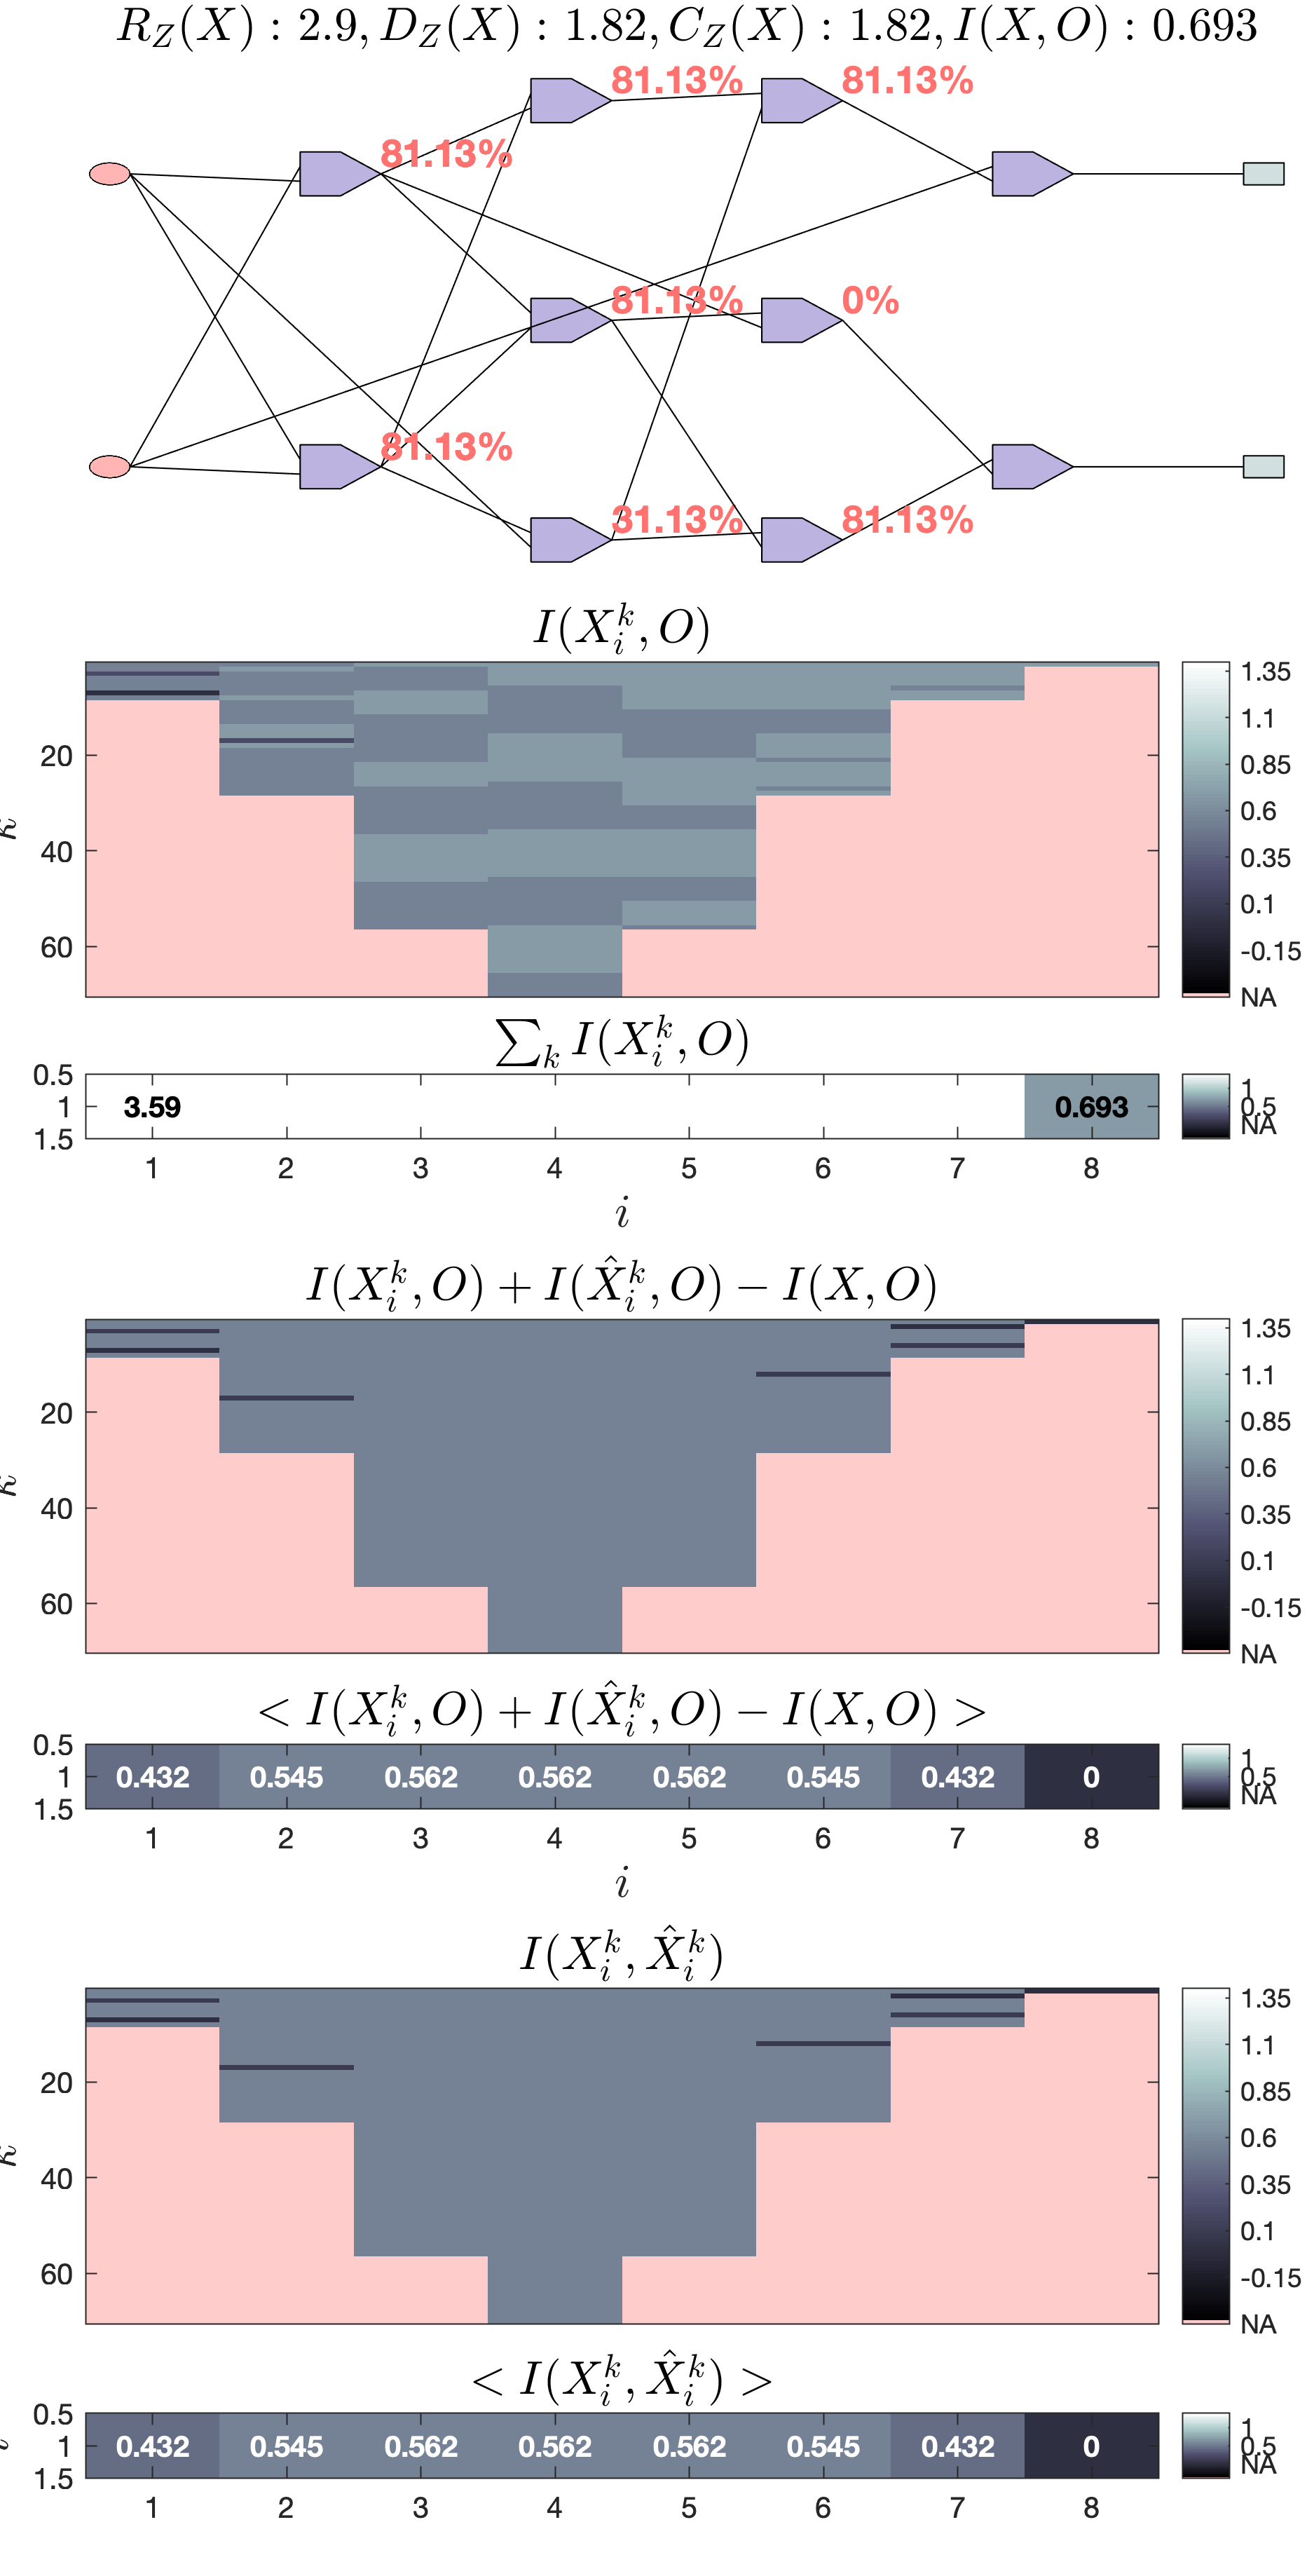 R_Z(X) : 2.9, D_Z(X) : 1.82, C_Z(X) : 1.82, I(X, O) : 0.693
81.13% 81.13%
81.13%
81.13% 0%
81.13%
31.13% 81.13%
I(X_i^k, O)
1.35
1.1
20 0.85
0.6
k
40 0.35
0.1
60 -0.15
NA
∑_k I(X_i^k, O)
0.5
1 3.59 0.693
1.5
1
0.5
NA
1 2 3 4 5 6 7 8
i
I(X_i^k, O) + I(X̂_i^k, O) − I(X, O)
1.35
1.1
20 0.85
0.6
k
40 0.35
0.1
60 -0.15
NA
< I(X_i^k, O) + I(X̂_i^k, O) − I(X, O) >
0.5
1 0.432 0.545 0.562 0.562 0.562 0.545 0.432 0
1.5
1
0.5
NA
1 2 3 4 5 6 7 8
i
I(X_i^k, X̂_i^k)
1.35
1.1
20 0.85
0.6
k
40 0.35
0.1
60 -0.15
NA
< I(X_i^k, X̂_i^k) >
0.5
1 0.432 0.545 0.562 0.562 0.562 0.545 0.432 0
1.5
1
0.5
NA
1 2 3 4 5 6 7 8